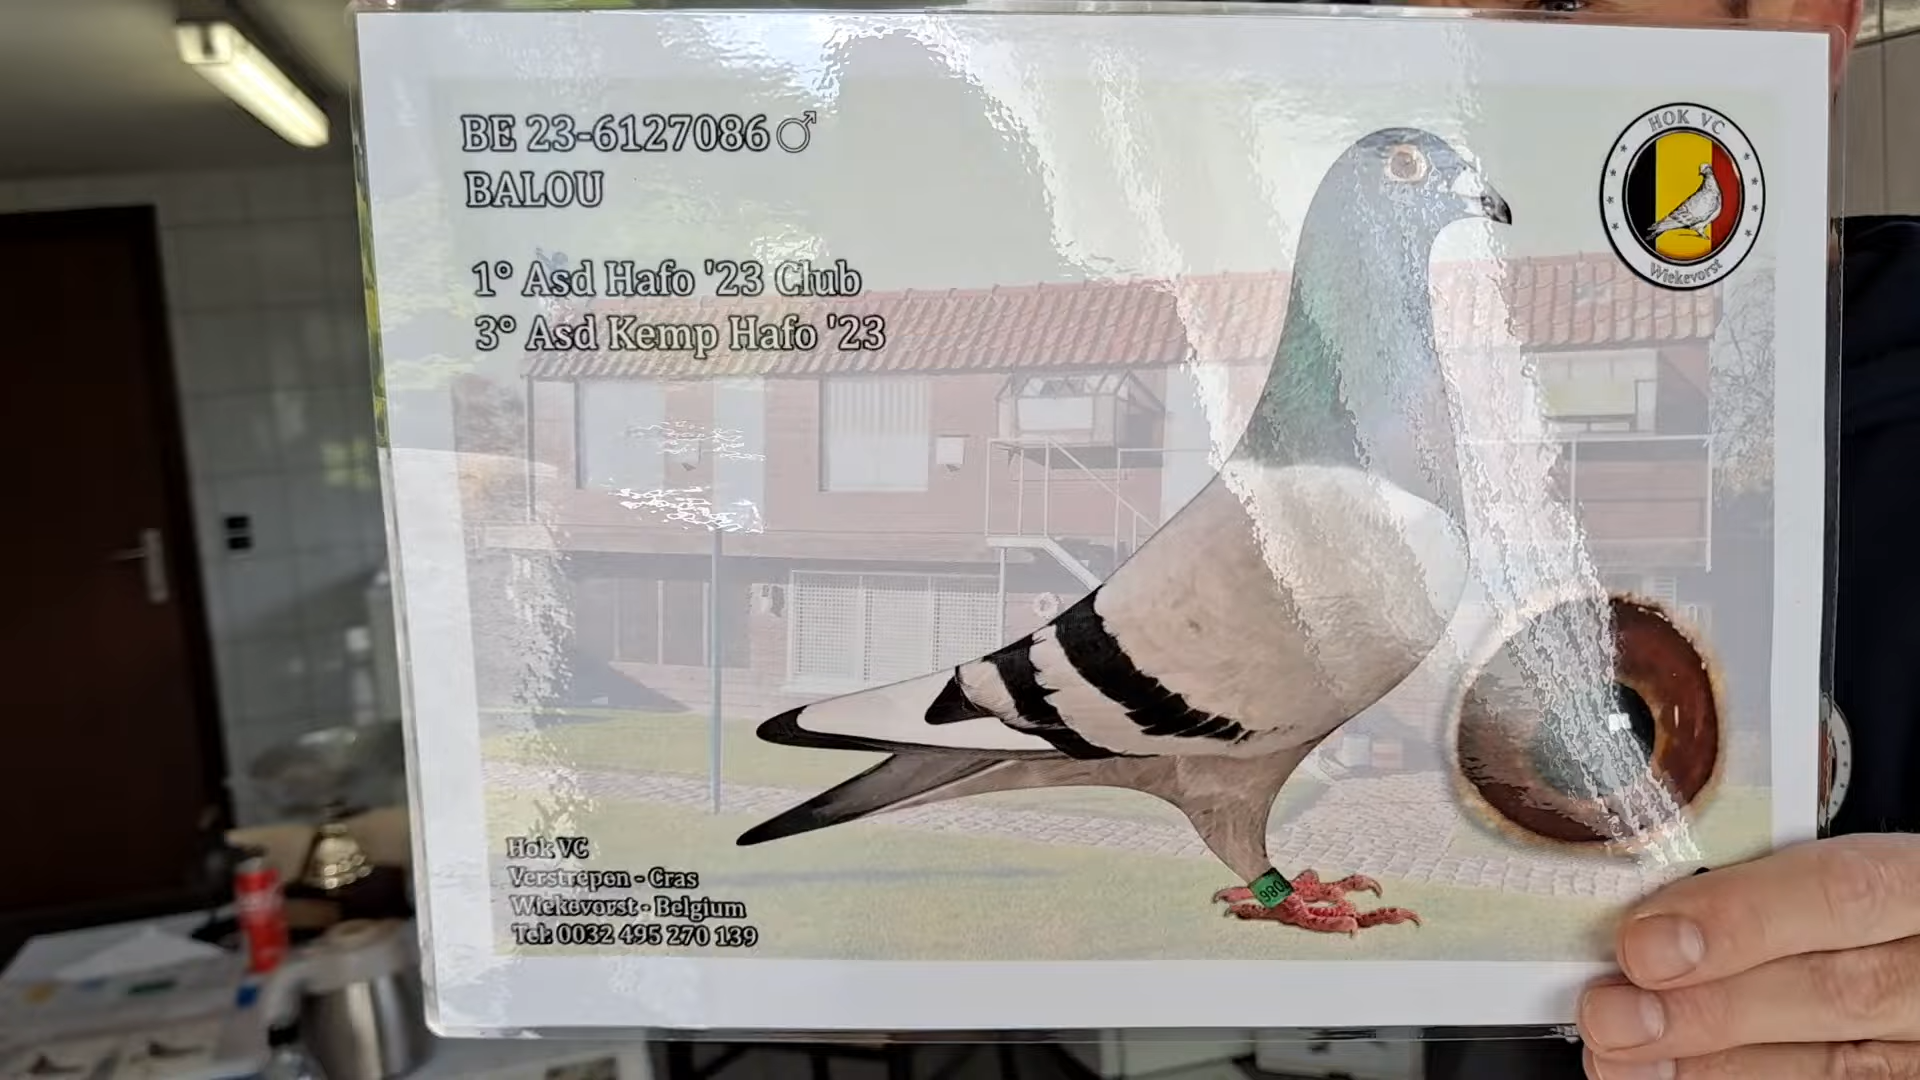 BE 23-6127086♂
BALOU
1° Asd Hafo '23 Club
3° Asd Kemp Hafo '23
HOK VC
Wiekevorst
086
Hok VC
Verstrepen - Cras
Wiekevorst - Belgium
Tel: 0032 495 270 139